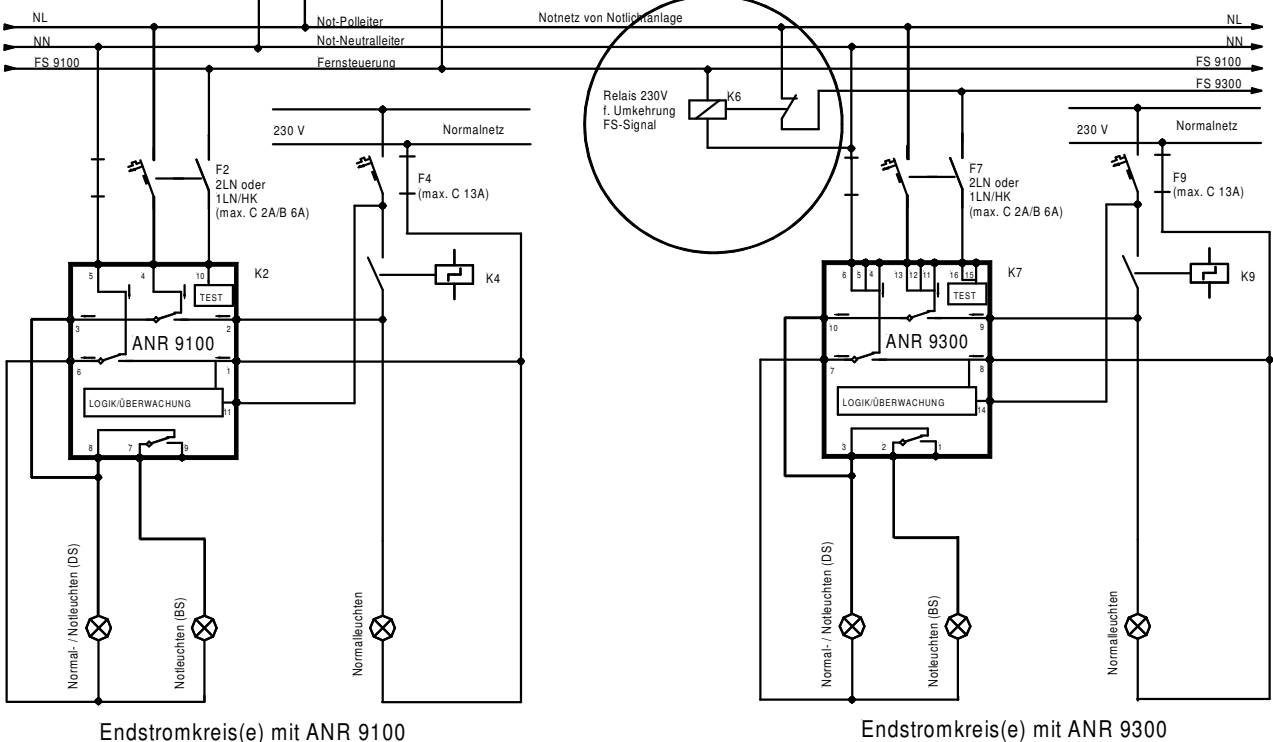 NL Not-Polleiter Notnetz von Notlichtanlage NL
NN Not-Neutralleiter NN
FS 9100 Fernsteuerung FS 9100
FS 9300
Relais 230V
f. Umkehrung
FS-Signal
K6
230 V Normalnetz
F2
2LN oder
1LN/HK
(max. C 2A/B 6A)
F4
(max. C 13A)
K4
K2
5 4 10
TEST
3 2
ANR 9100
6 1
LOGIK/ÜBERWACHUNG
11
8 7 9
Normal- / Notleuchten (DS)
Notleuchten (BS)
Normalleuchten
Endstromkreis(e) mit ANR 9100
230 V Normalnetz
F7
2LN oder
1LN/HK
(max. C 2A/B 6A)
F9
(max. C 13A)
K9
K7
6 5 4 13 12 11 16 15
TEST
10 9
ANR 9300
7 8
LOGIK/ÜBERWACHUNG
14
3 2 1
Normal- / Notleuchten (DS)
Notleuchten (BS)
Normalleuchten
Endstromkreis(e) mit ANR 9300